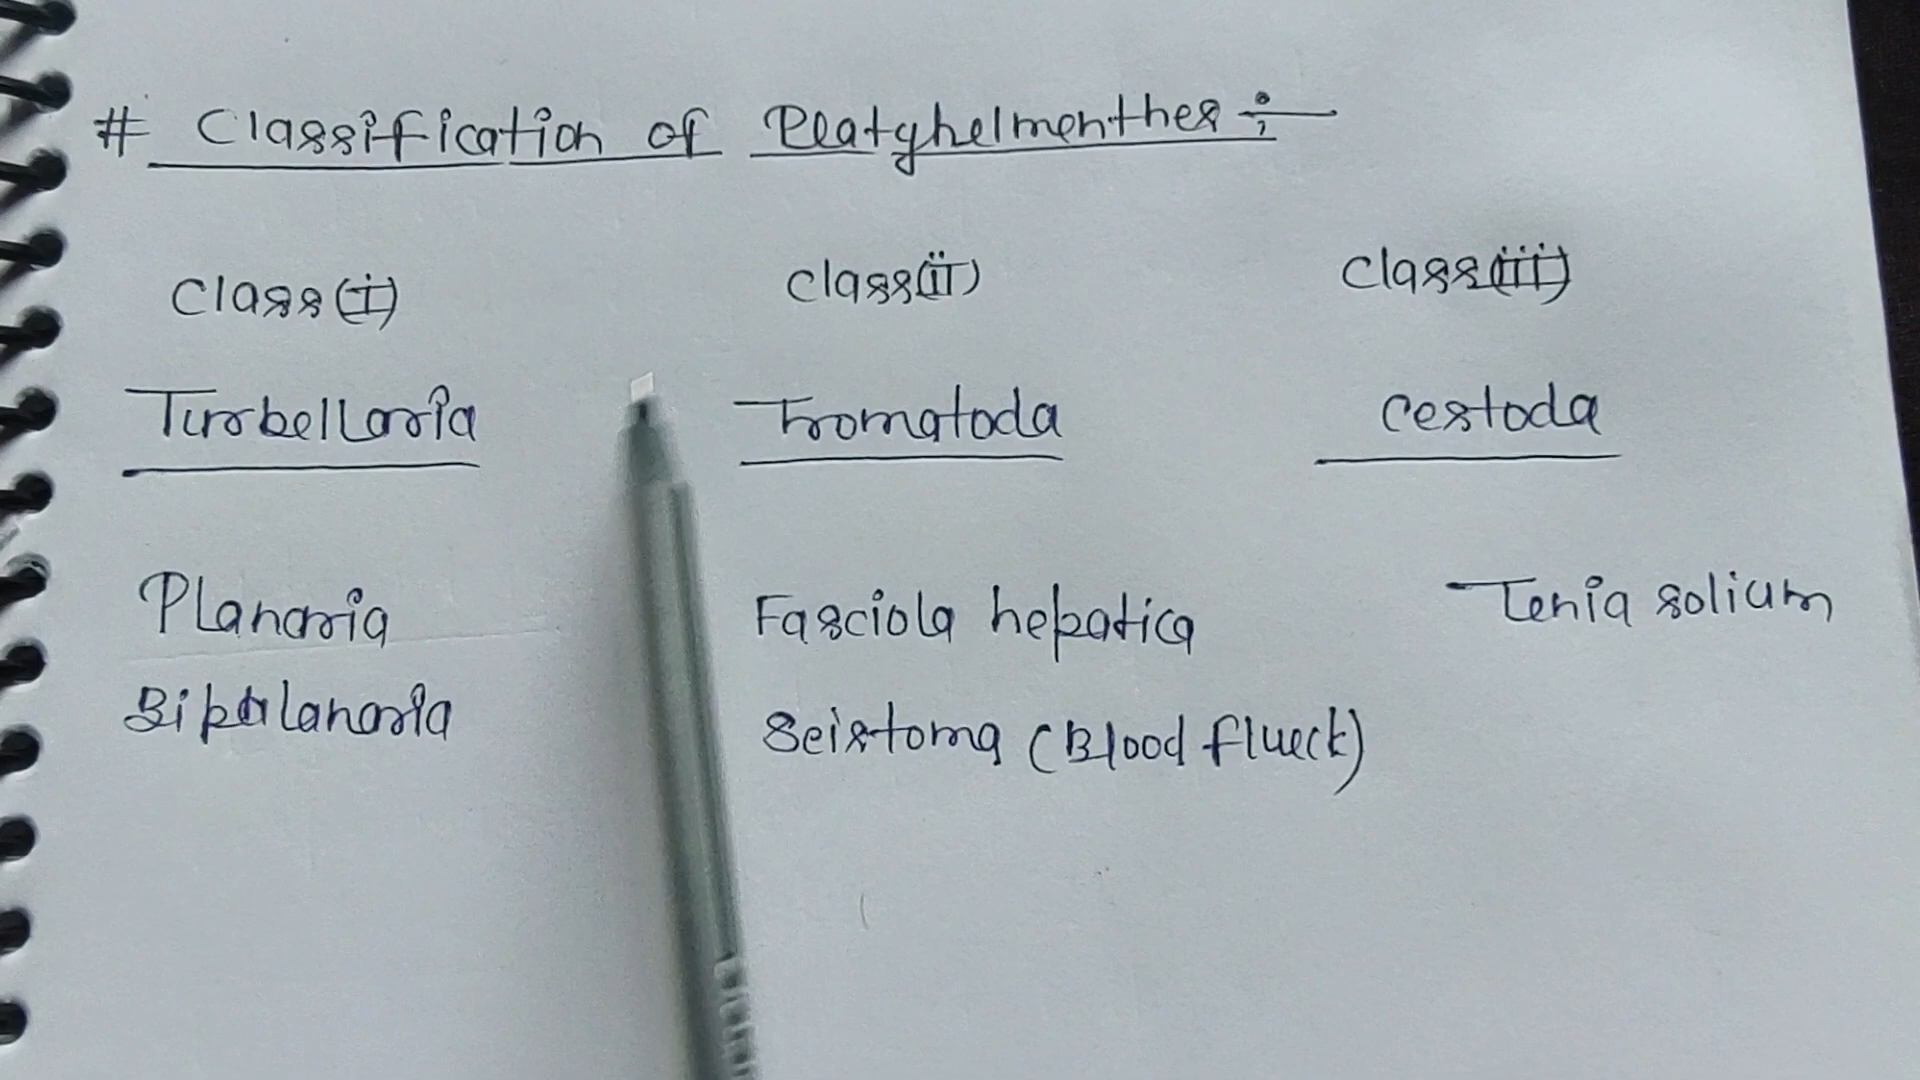 # Classification of Platyhelmenthes ÷
Class (i) Class (ii) Class (iii)
Turbellaria Trematoda Cestoda
Planaria Fasciola hepatica Tenia solium
Bipalanaria Seistoma (Blood flueck)